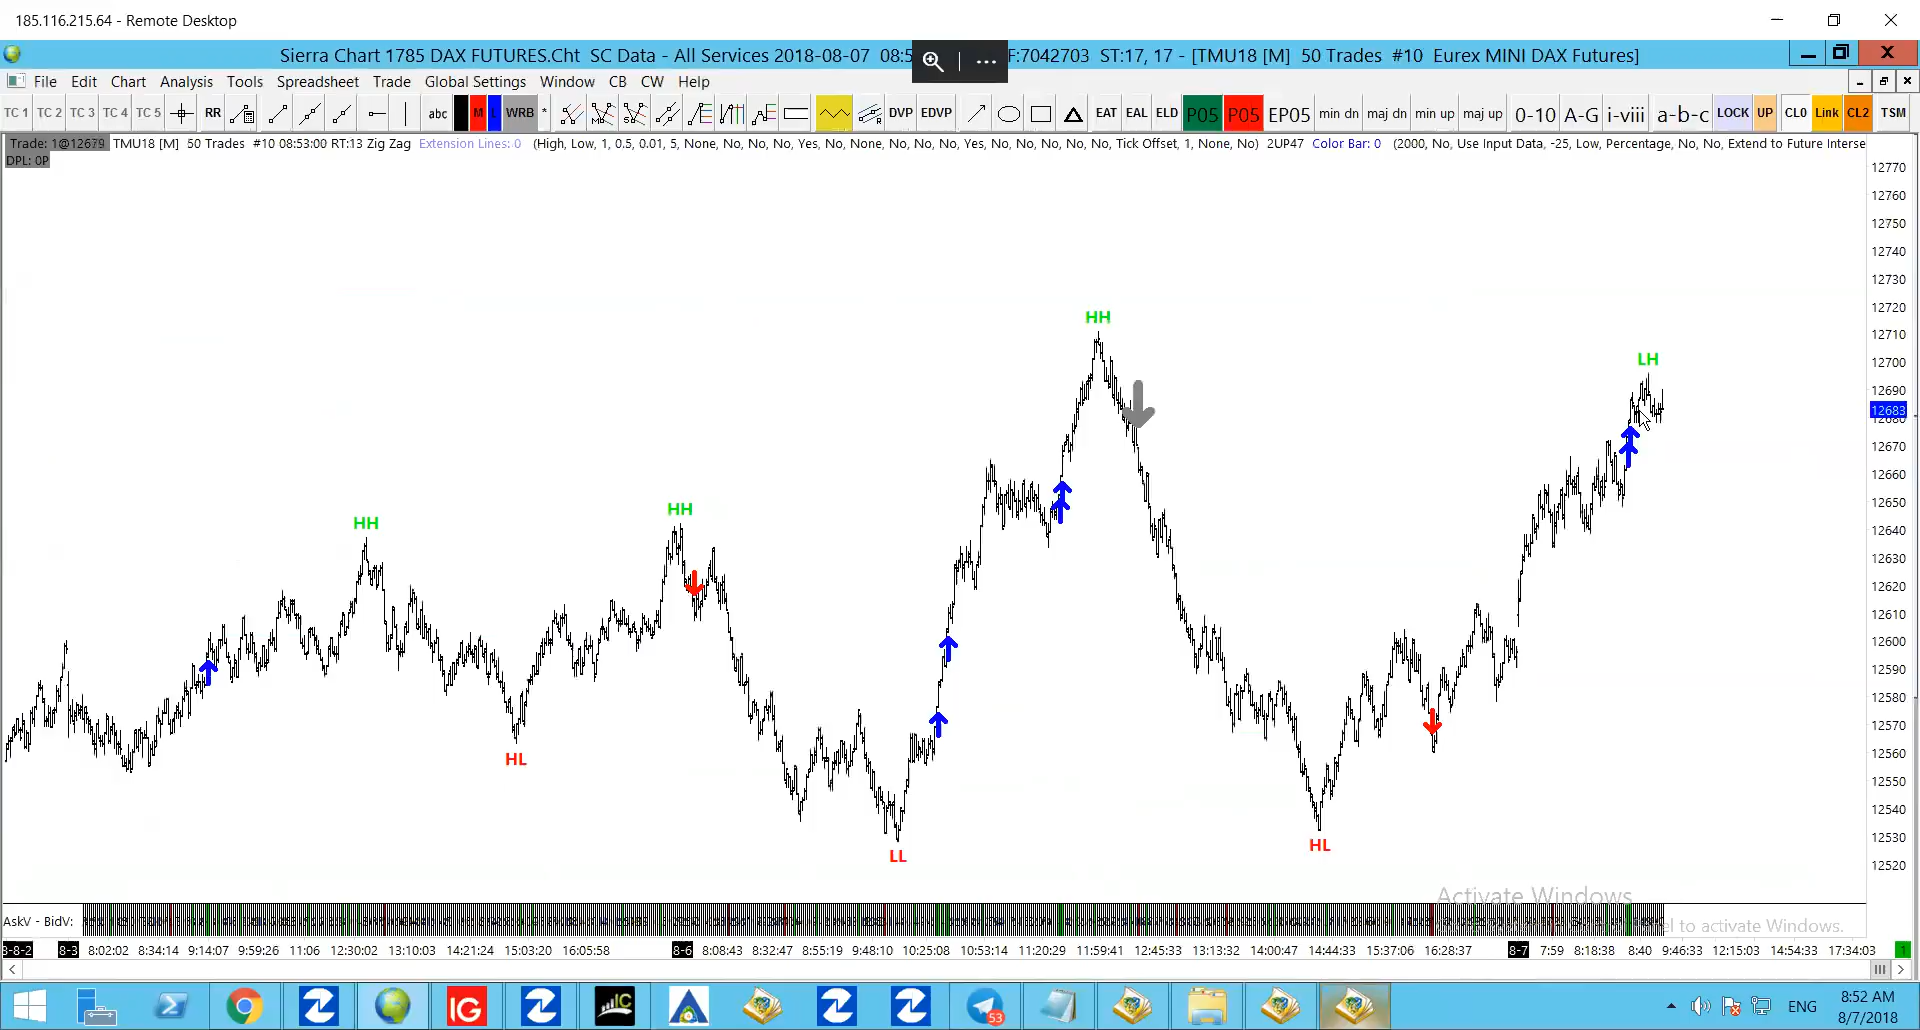 185.116.215.64 - Remote Desktop
Sierra Chart 1785 DAX FUTURES.Cht SC Data - All Services 2018-08-07 08:5 F:7042703 ST:17, 17 - [TMU18 [M] 50 Trades #10 Eurex MINI DAX Futures]
File Edit Chart Analysis Tools Spreadsheet Trade Global Settings Window CB CW Help
TC 1 TC 2 TC 3 TC 4 TC 5 RR abc M L WRB * DVP EDVP EAT EAL ELD P05 P05 EP05 min dn maj dn min up maj up 0-10 A-G i-viii a-b-c LOCK UP CL0 Link CL2 TSM
Trade: 1@12679 TMU18 [M] 50 Trades #10 08:53:00 RT:13 Zig Zag Extension Lines: 0 (High, Low, 1, 0.5, 0.01, 5, None, No, No, No, Yes, No, None, No, No, No, Yes, No, No, No, No, No, Tick Offset, 1, None, No) 2UP47 Color Bar: 0 (2000, No, Use Input Data, -25, Low, Percentage, No, No, Extend to Future Interse
DPL: 0P
12770
12760
12750
12740
12730
12720
HH
12710
LH
12700
12690
12683
12680
12670
12660
12650
HH
HH
12640
12630
12620
12610
12600
12590
12580
12570
HL
12560
12550
12540
12530
HL
LL
12520
Activate Windows
AskV - BidV:
el to activate Windows.
8-8-2 8-3 8:02:02 8:34:14 9:14:07 9:59:26 11:06 12:30:02 13:10:03 14:21:24 15:03:20 16:05:58 8-6 8:08:43 8:32:47 8:55:19 9:48:10 10:25:08 10:53:14 11:20:29 11:59:41 12:45:33 13:13:32 14:00:47 14:44:33 15:37:06 16:28:37 8-7 7:59 8:18:38 8:40 9:46:33 12:15:03 14:24:03 17:34:03 1
IG IC 53 ENG 8:52 AM
8/7/2018